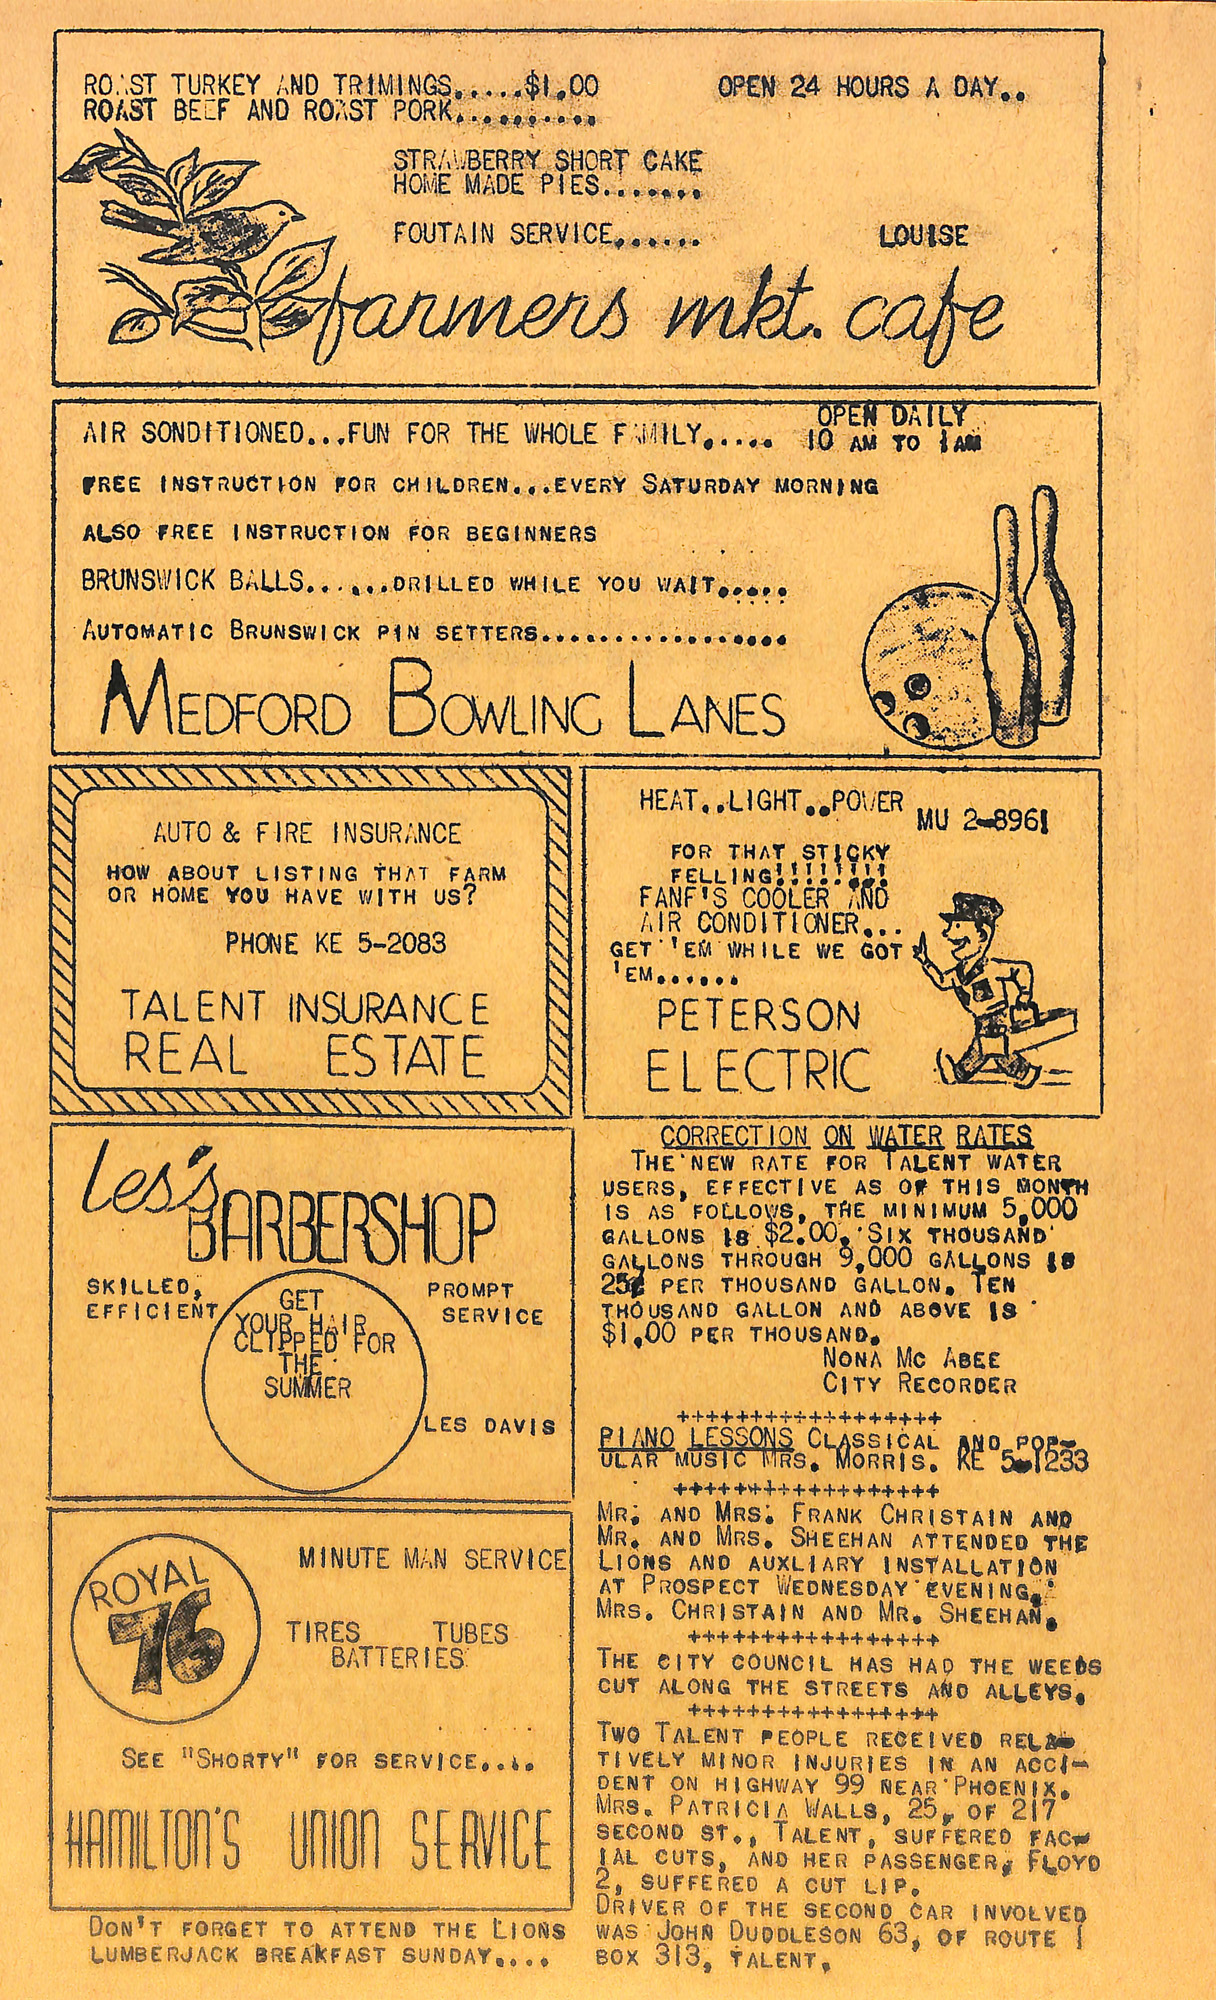 ROAST TURKEY AND TRIMINGS.....$1.00
OPEN 24 HOURS A DAY..
ROAST BEEF AND ROAST PORK..........
STRAWBERRY SHORT CAKE
HOME MADE PIES.......
FOUTAIN SERVICE......
LOUISE
farmers mkt. cafe
OPEN DAILY
AIR SONDITIONED...FUN FOR THE WHOLE FAMILY.....
10 AM TO 1AM
FREE INSTRUCTION FOR CHILDREN...EVERY SATURDAY MORNING
ALSO FREE INSTRUCTION FOR BEGINNERS
BRUNSWICK BALLS.......DRILLED WHILE YOU WAIT.....
AUTOMATIC BRUNSWICK PIN SETTERS.................
MEDFORD BOWLING LANES
AUTO & FIRE INSURANCE
HOW ABOUT LISTING THAT FARM
OR HOME YOU HAVE WITH US?
PHONE KE 5-2083
TALENT INSURANCE
REAL ESTATE
HEAT..LIGHT..POWER
MU 2-8961
FOR THAT STICKY
FELLING!!!!!!!!
FANF'S COOLER AND
AIR CONDITIONER...
GET 'EM WHILE WE GOT
'EM......
PETERSON
ELECTRIC
Les's
BARBERSHOP
SKILLED,
EFFICIENT
PROMPT
SERVICE
GET
YOUR HAIR
CLIPPED FOR
THE
SUMMER
LES DAVIS
ROYAL
76
MINUTE MAN SERVICE
TIRES TUBES
BATTERIES
SEE "SHORTY" FOR SERVICE....
HAMILTON'S UNION SERVICE
DON'T FORGET TO ATTEND THE LIONS
LUMBERJACK BREAKFAST SUNDAY....
CORRECTION ON WATER RATES
THE NEW RATE FOR TALENT WATER
USERS, EFFECTIVE AS OF THIS MONTH
IS AS FOLLOWS, THE MINIMUM 5,000
GALLONS IS $2.00. SIX THOUSAND
GALLONS THROUGH 9,000 GALLONS IS
25¢ PER THOUSAND GALLON. TEN
THOUSAND GALLON AND ABOVE IS
$1.00 PER THOUSAND.
NONA MC ABEE
CITY RECORDER
++++++++++++++++++
PIANO LESSONS CLASSICAL AND POP-
ULAR MUSIC MRS. MORRIS. KE 5-1233
++++++++++++++++++
MR. AND MRS. FRANK CHRISTAIN AND
MR. AND MRS. SHEEHAN ATTENDED THE
LIONS AND AUXLIARY INSTALLATION
AT PROSPECT WEDNESDAY EVENING.
MRS. CHRISTAIN AND MR. SHEEHAN.
+++++++++++++++++
THE CITY COUNCIL HAS HAD THE WEEDS
CUT ALONG THE STREETS AND ALLEYS.
+++++++++++++++++
TWO TALENT PEOPLE RECEIVED RELA-
TIVELY MINOR INJURIES IN AN ACCI-
DENT ON HIGHWAY 99 NEAR PHOENIX.
MRS. PATRICIA WALLS, 25, OF 217
SECOND ST., TALENT, SUFFERED FAC-
IAL CUTS, AND HER PASSENGER, FLOYD
2, SUFFERED A CUT LIP.
DRIVER OF THE SECOND CAR INVOLVED
WAS JOHN DUDDLESON 63, OF ROUTE 1
BOX 313, TALENT.